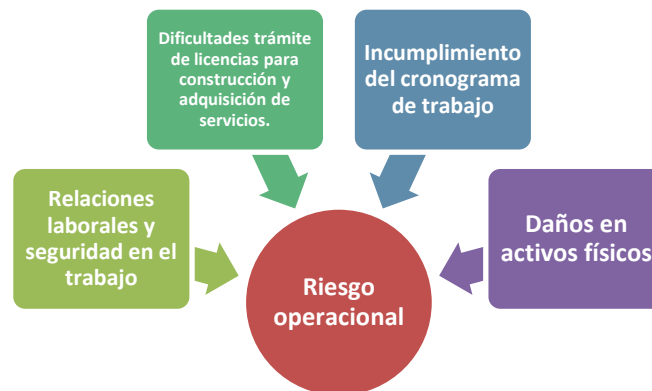 Dificultades trámite
de licencias para
construcción y
adquisición de
servicios.
Incumplimiento
del cronograma
de trabajo
Relaciones
laborales y
seguridad en el
trabajo
Daños en
activos físicos
Riesgo
operacional